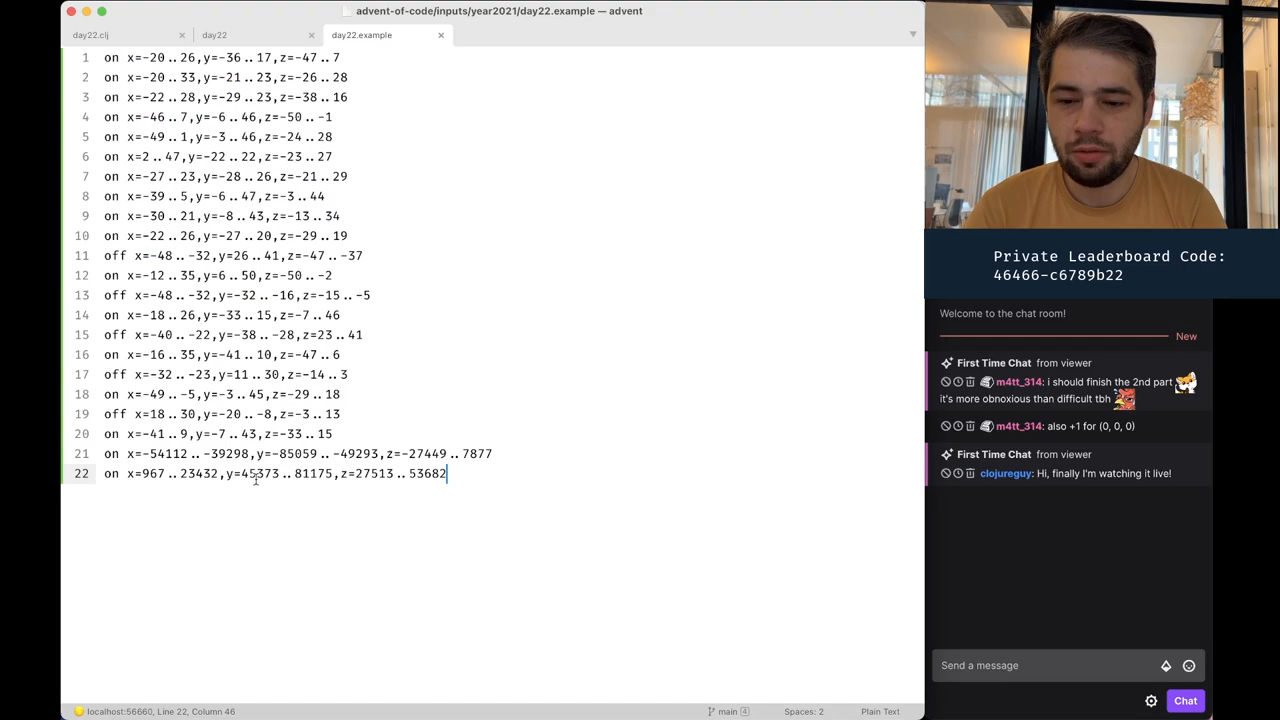 advent-of-code/inputs/year2021/day22.example — advent
day22.clj
day22
day22.example
1 on x=-20..26,y=-36..17,z=-47..7
2 on x=-20..33,y=-21..23,z=-26..28
3 on x=-22..28,y=-29..23,z=-38..16
4 on x=-46..7,y=-6..46,z=-50..-1
5 on x=-49..1,y=-3..46,z=-24..28
6 on x=2..47,y=-22..22,z=-23..27
7 on x=-27..23,y=-28..26,z=-21..29
8 on x=-39..5,y=-6..47,z=-3..44
9 on x=-30..21,y=-8..43,z=-13..34
10 on x=-22..26,y=-27..20,z=-29..19
11 off x=-48..-32,y=26..41,z=-47..-37
12 on x=-12..35,y=6..50,z=-50..-2
13 off x=-48..-32,y=-32..-16,z=-15..-5
14 on x=-18..26,y=-33..15,z=-7..46
15 off x=-40..-22,y=-38..-28,z=23..41
16 on x=-16..35,y=-41..10,z=-47..6
17 off x=-32..-23,y=11..30,z=-14..3
18 on x=-49..-5,y=-3..45,z=-29..18
19 off x=18..30,y=-20..-8,z=-3..13
20 on x=-41..9,y=-7..43,z=-33..15
21 on x=-54112..-39298,y=-85059..-49293,z=-27449..7877
22 on x=967..23432,y=45373..81175,z=27513..53682
localhost:56660, Line 22, Column 46
main 4
Spaces: 2
Plain Text
Private Leaderboard Code:
46466-c6789b22
Welcome to the chat room!
New
First Time Chat from viewer
m4tt_314: i should finish the 2nd part
it's more obnoxious than difficult tbh
m4tt_314: also +1 for (0, 0, 0)
First Time Chat from viewer
clojureguy: Hi, finally I'm watching it live!
Send a message
Chat